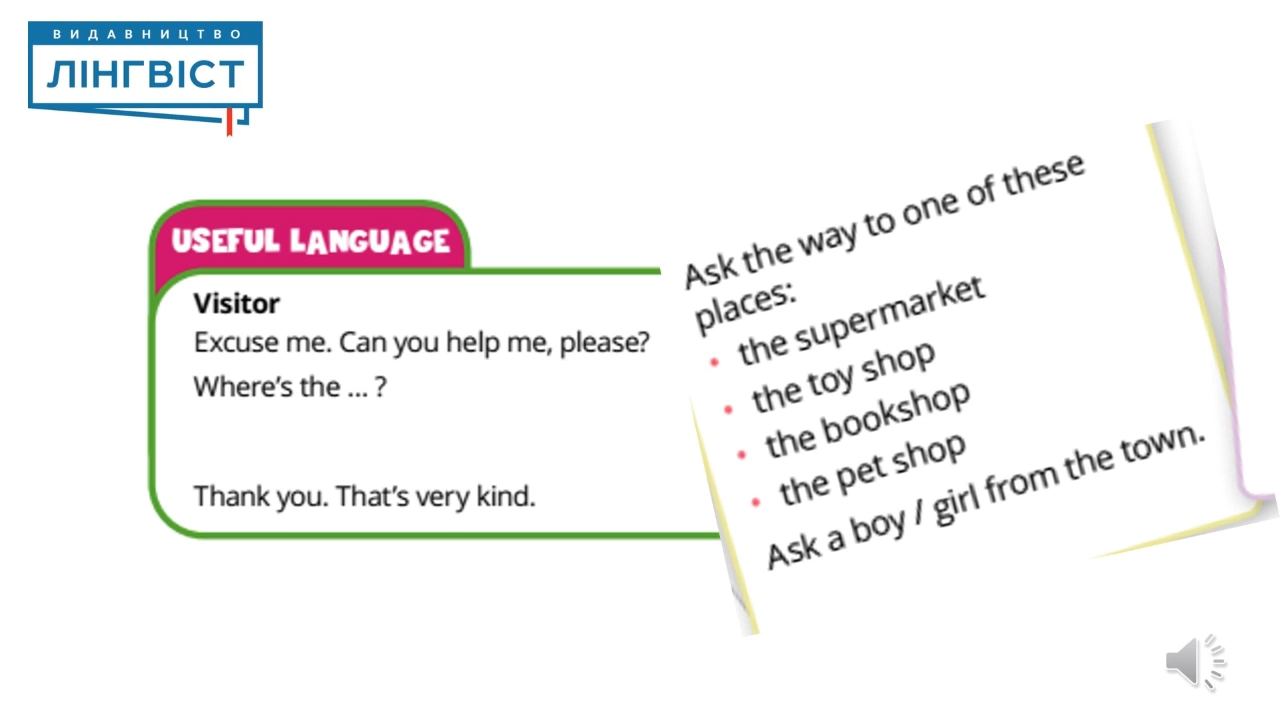 ВИДАВНИЦТВО
ЛІНГВІСТ
USEFUL LANGUAGE
Visitor
Excuse me. Can you help me, please?
Where's the ... ?
Thank you. That's very kind.
Ask the way to one of these
places:
• the supermarket
• the toy shop
• the bookshop
• the pet shop
Ask a boy / girl from the town.